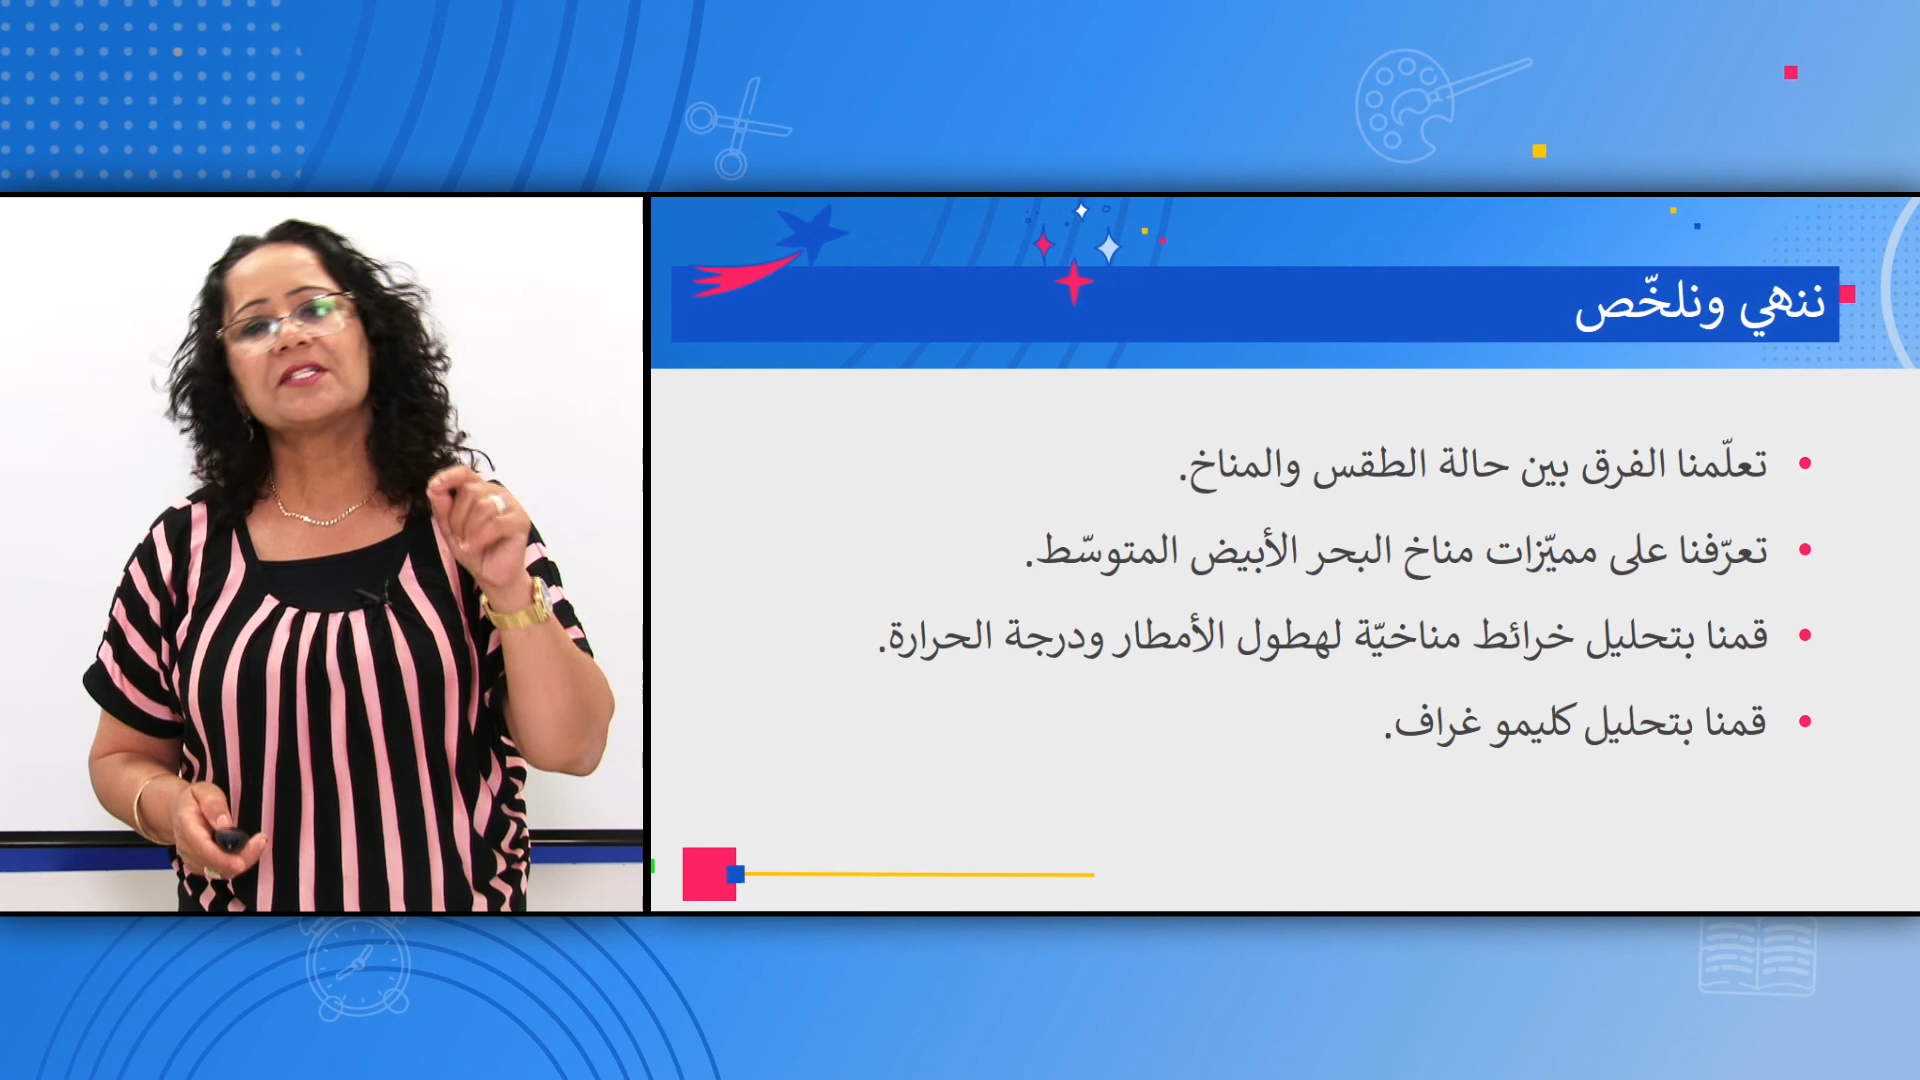 ننهي ونلخّص
• تعلّمنا الفرق بين حالة الطقس والمناخ.
• تعرّفنا على مميّزات مناخ البحر الأبيض المتوسّط.
• قمنا بتحليل خرائط مناخيّة لهطول الأمطار ودرجة الحرارة.
• قمنا بتحليل كليمو غراف.